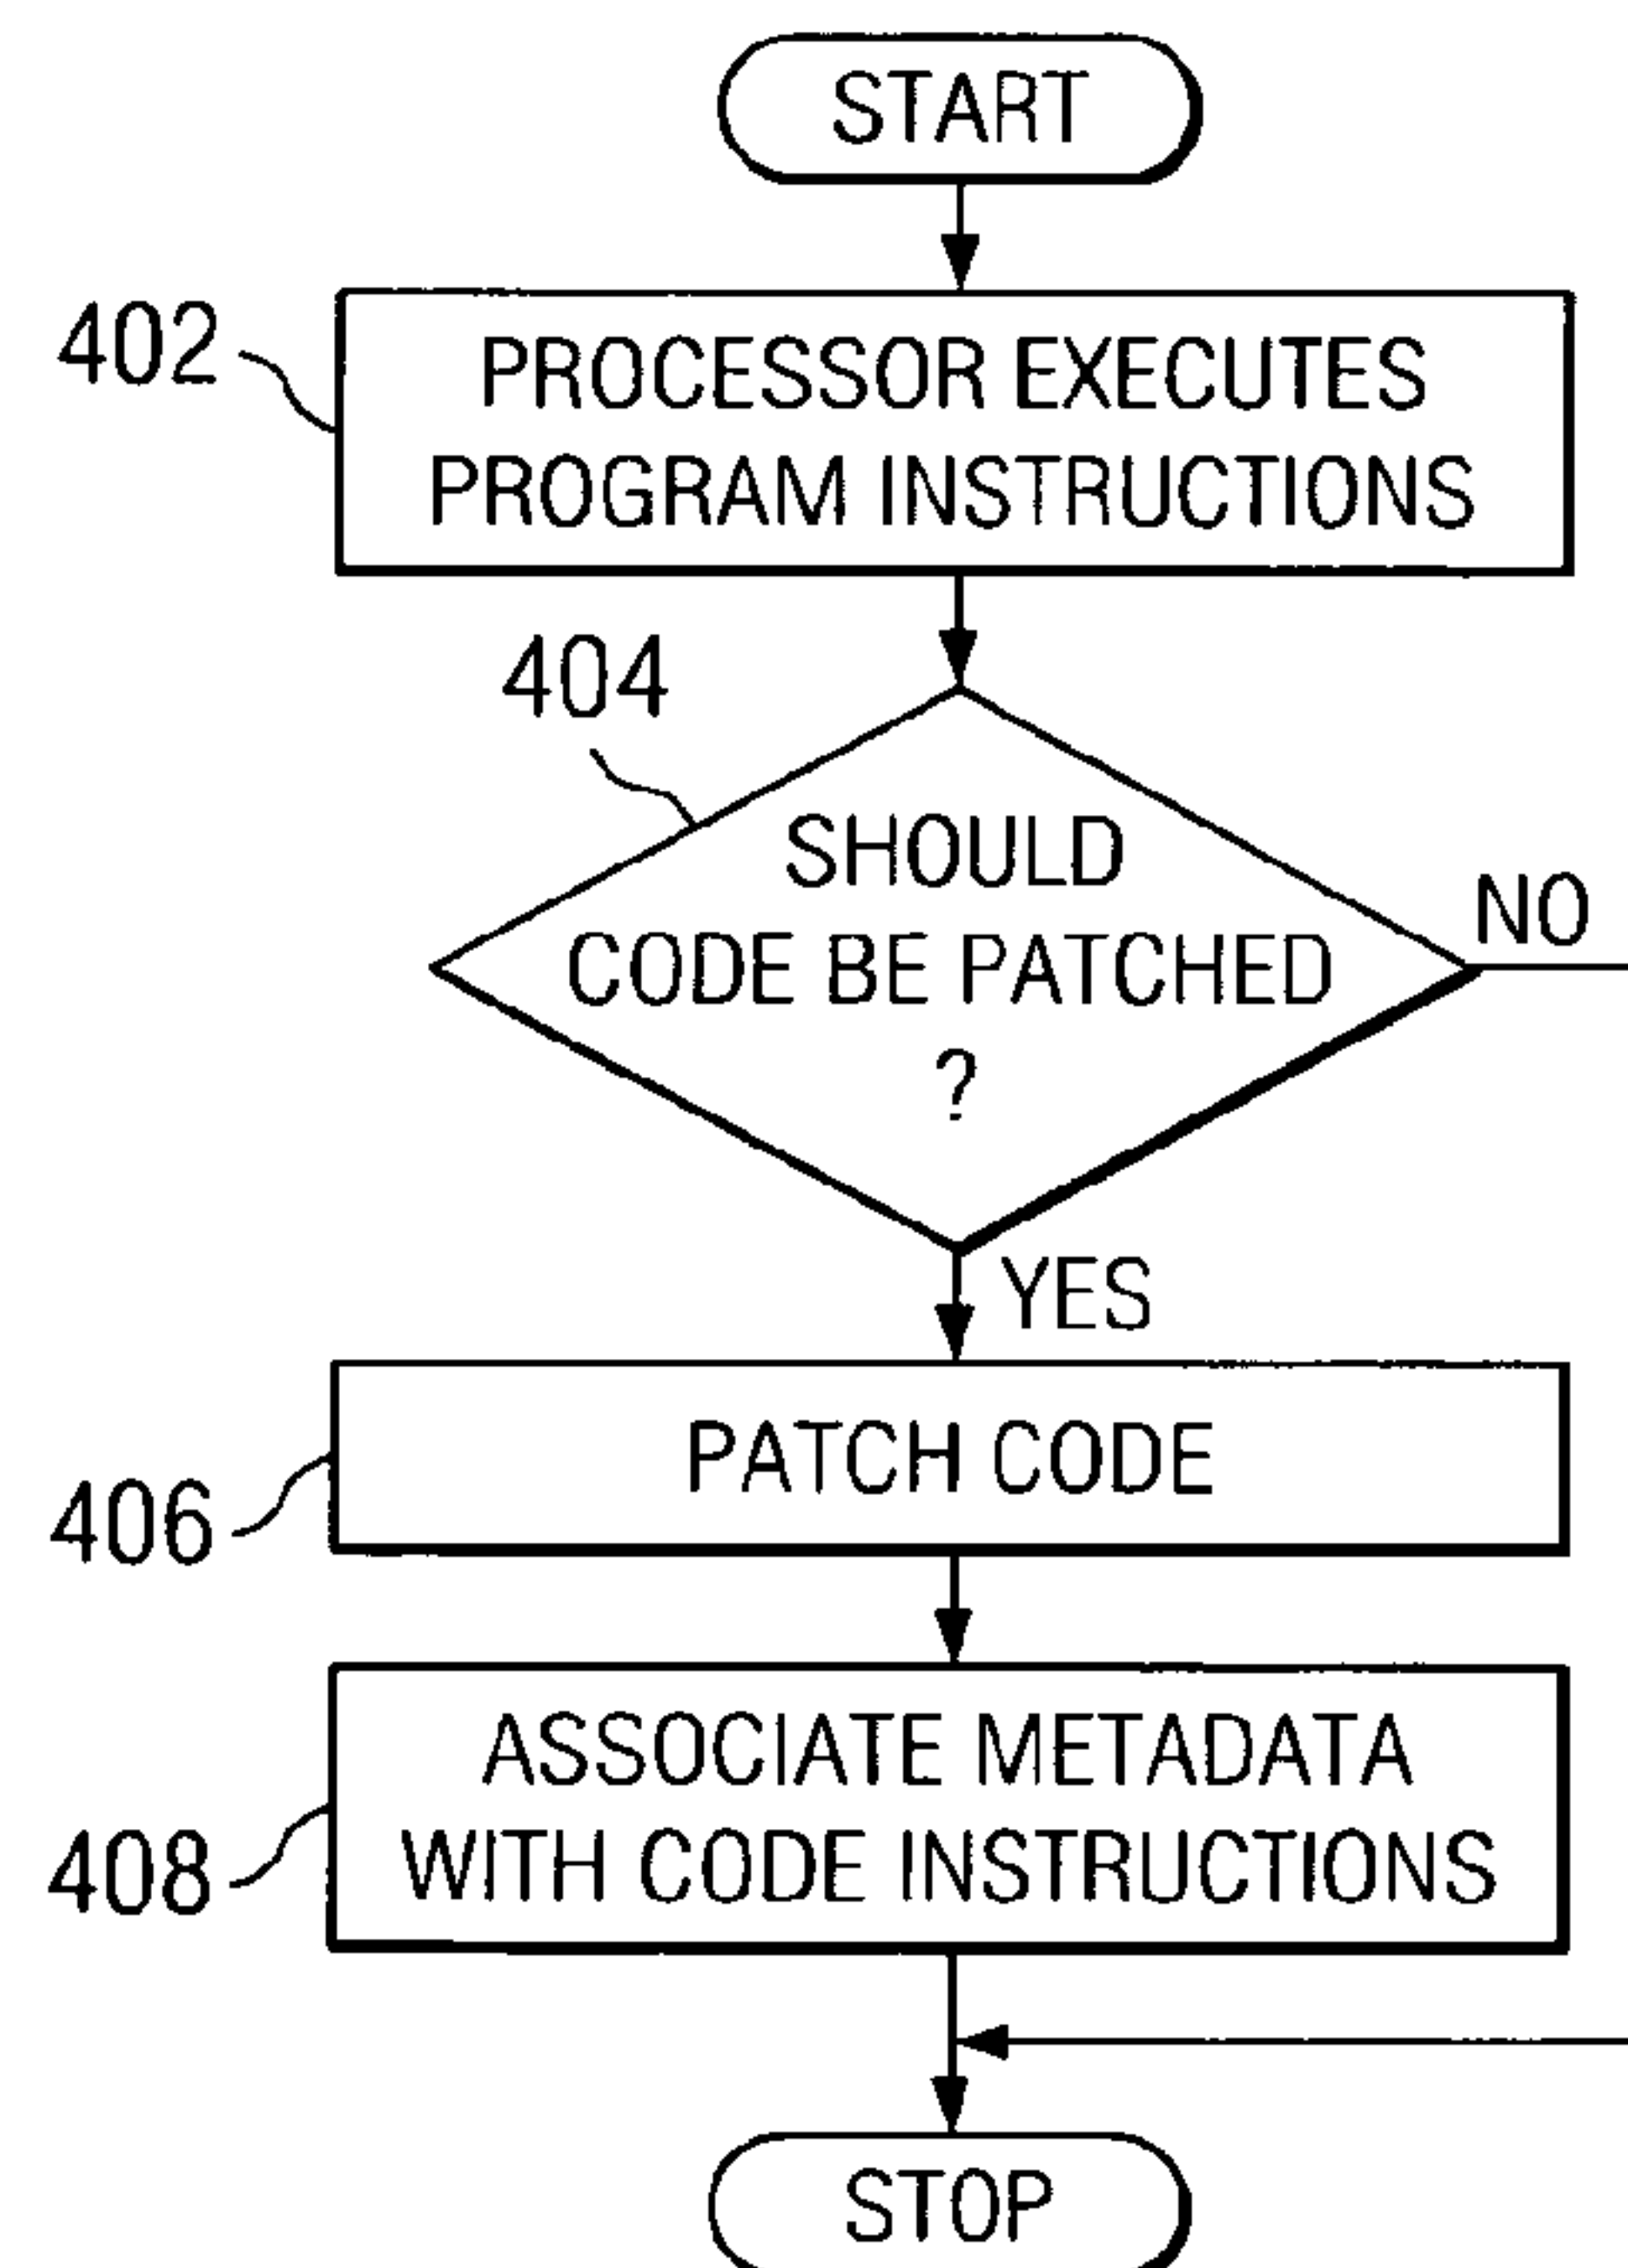 START
402
PROCESSOR EXECUTES
PROGRAM INSTRUCTIONS
404
SHOULD
CODE BE PATCHED
?
NO
YES
PATCH CODE
406
ASSOCIATE METADATA
WITH CODE INSTRUCTIONS
408
STOP